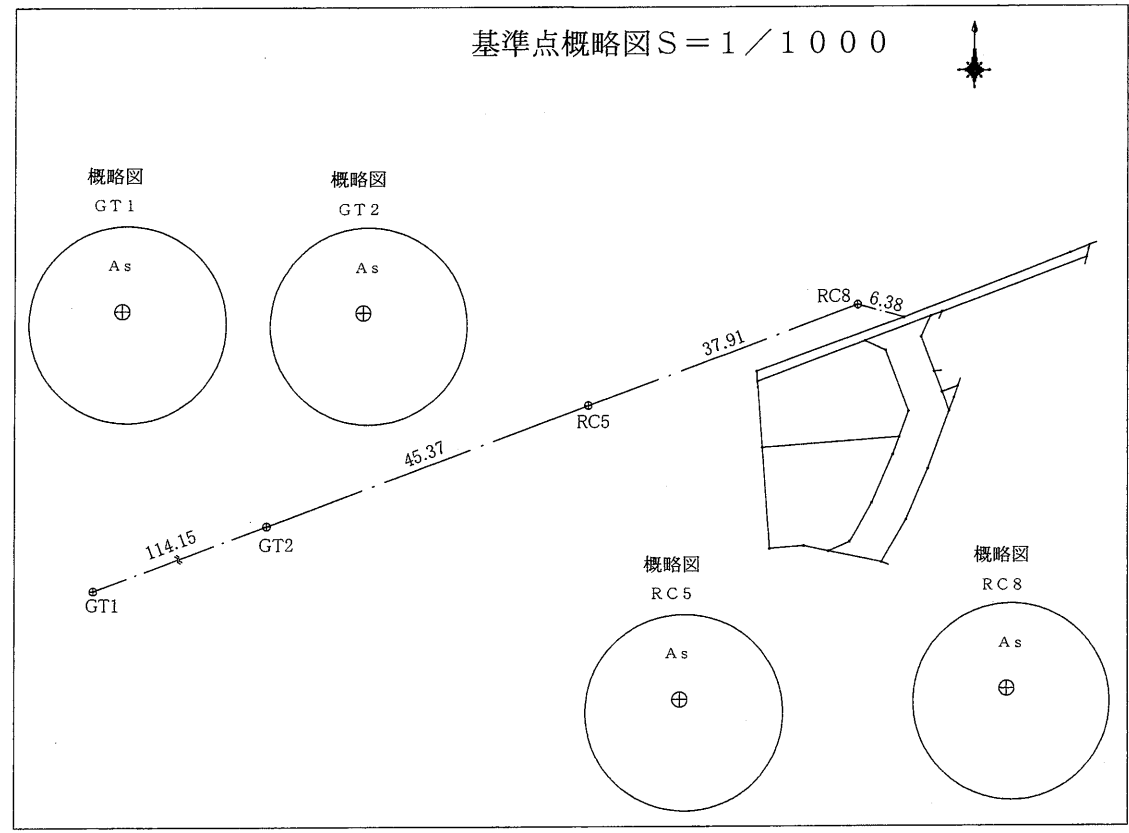 基準点概略図S＝1／1000
概略図
GT1
As
概略図
GT2
As
RC8
6.38
37.91
RC5
45.37
GT2
114.15
GT1
概略図
RC5
As
概略図
RC8
As